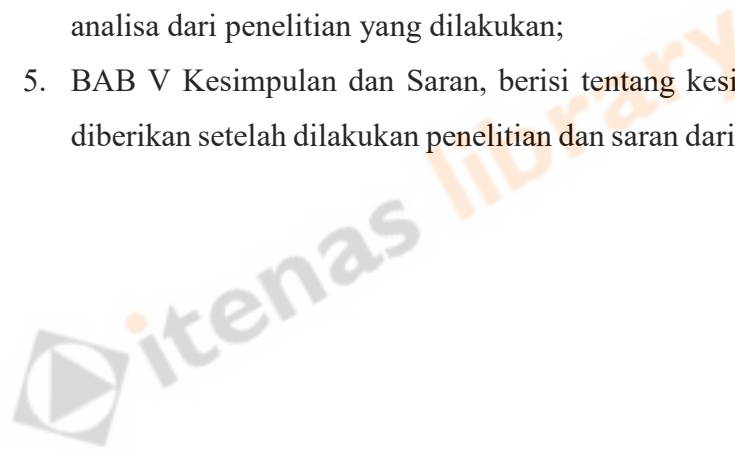 analisa dari penelitian yang dilakukan;
5. BAB V Kesimpulan dan Saran, berisi tentang kesi
diberikan setelah dilakukan penelitian dan saran dari
itenas library